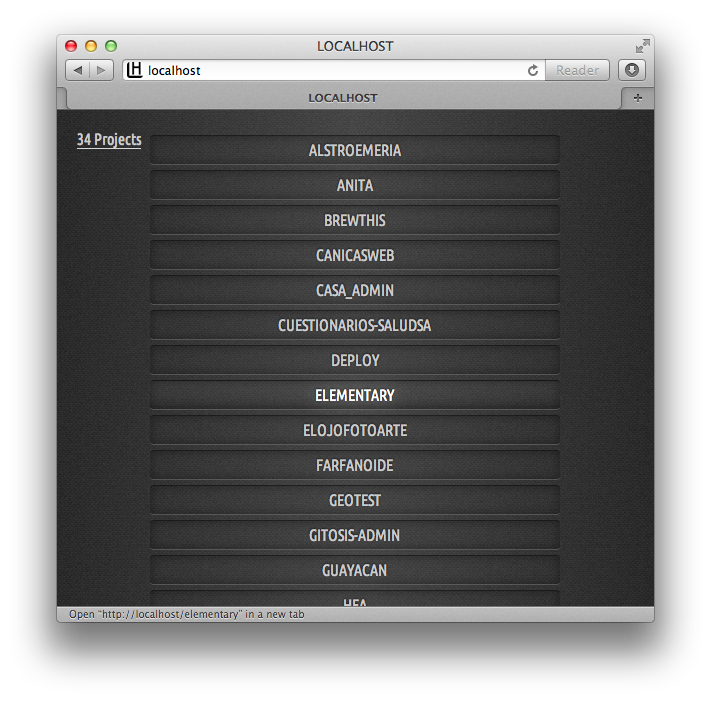 LOCALHOST
localhost
Reader
LOCALHOST
34 Projects
ALSTROEMERIA
ANITA
BREWTHIS
CANICASWEB
CASA_ADMIN
CUESTIONARIOS-SALUDSA
DEPLOY
ELEMENTARY
ELOJOFOTOARTE
FARFANOIDE
GEOTEST
GITOSIS-ADMIN
GUAYACAN
Open "http://localhost/elementary" in a new tab